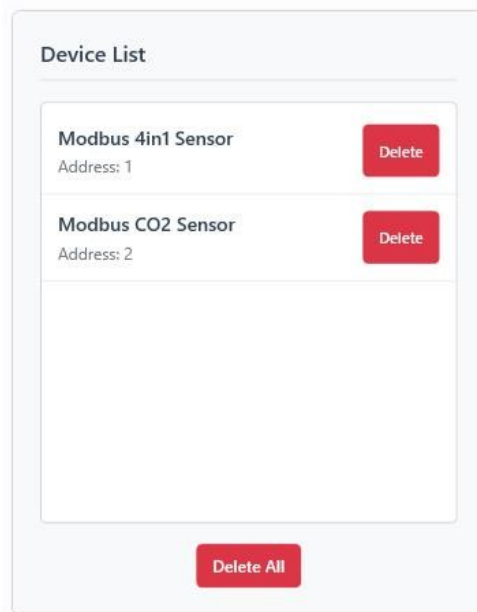 Device List
Modbus 4in1 Sensor
Address: 1
Delete
Modbus CO2 Sensor
Address: 2
Delete
Delete All